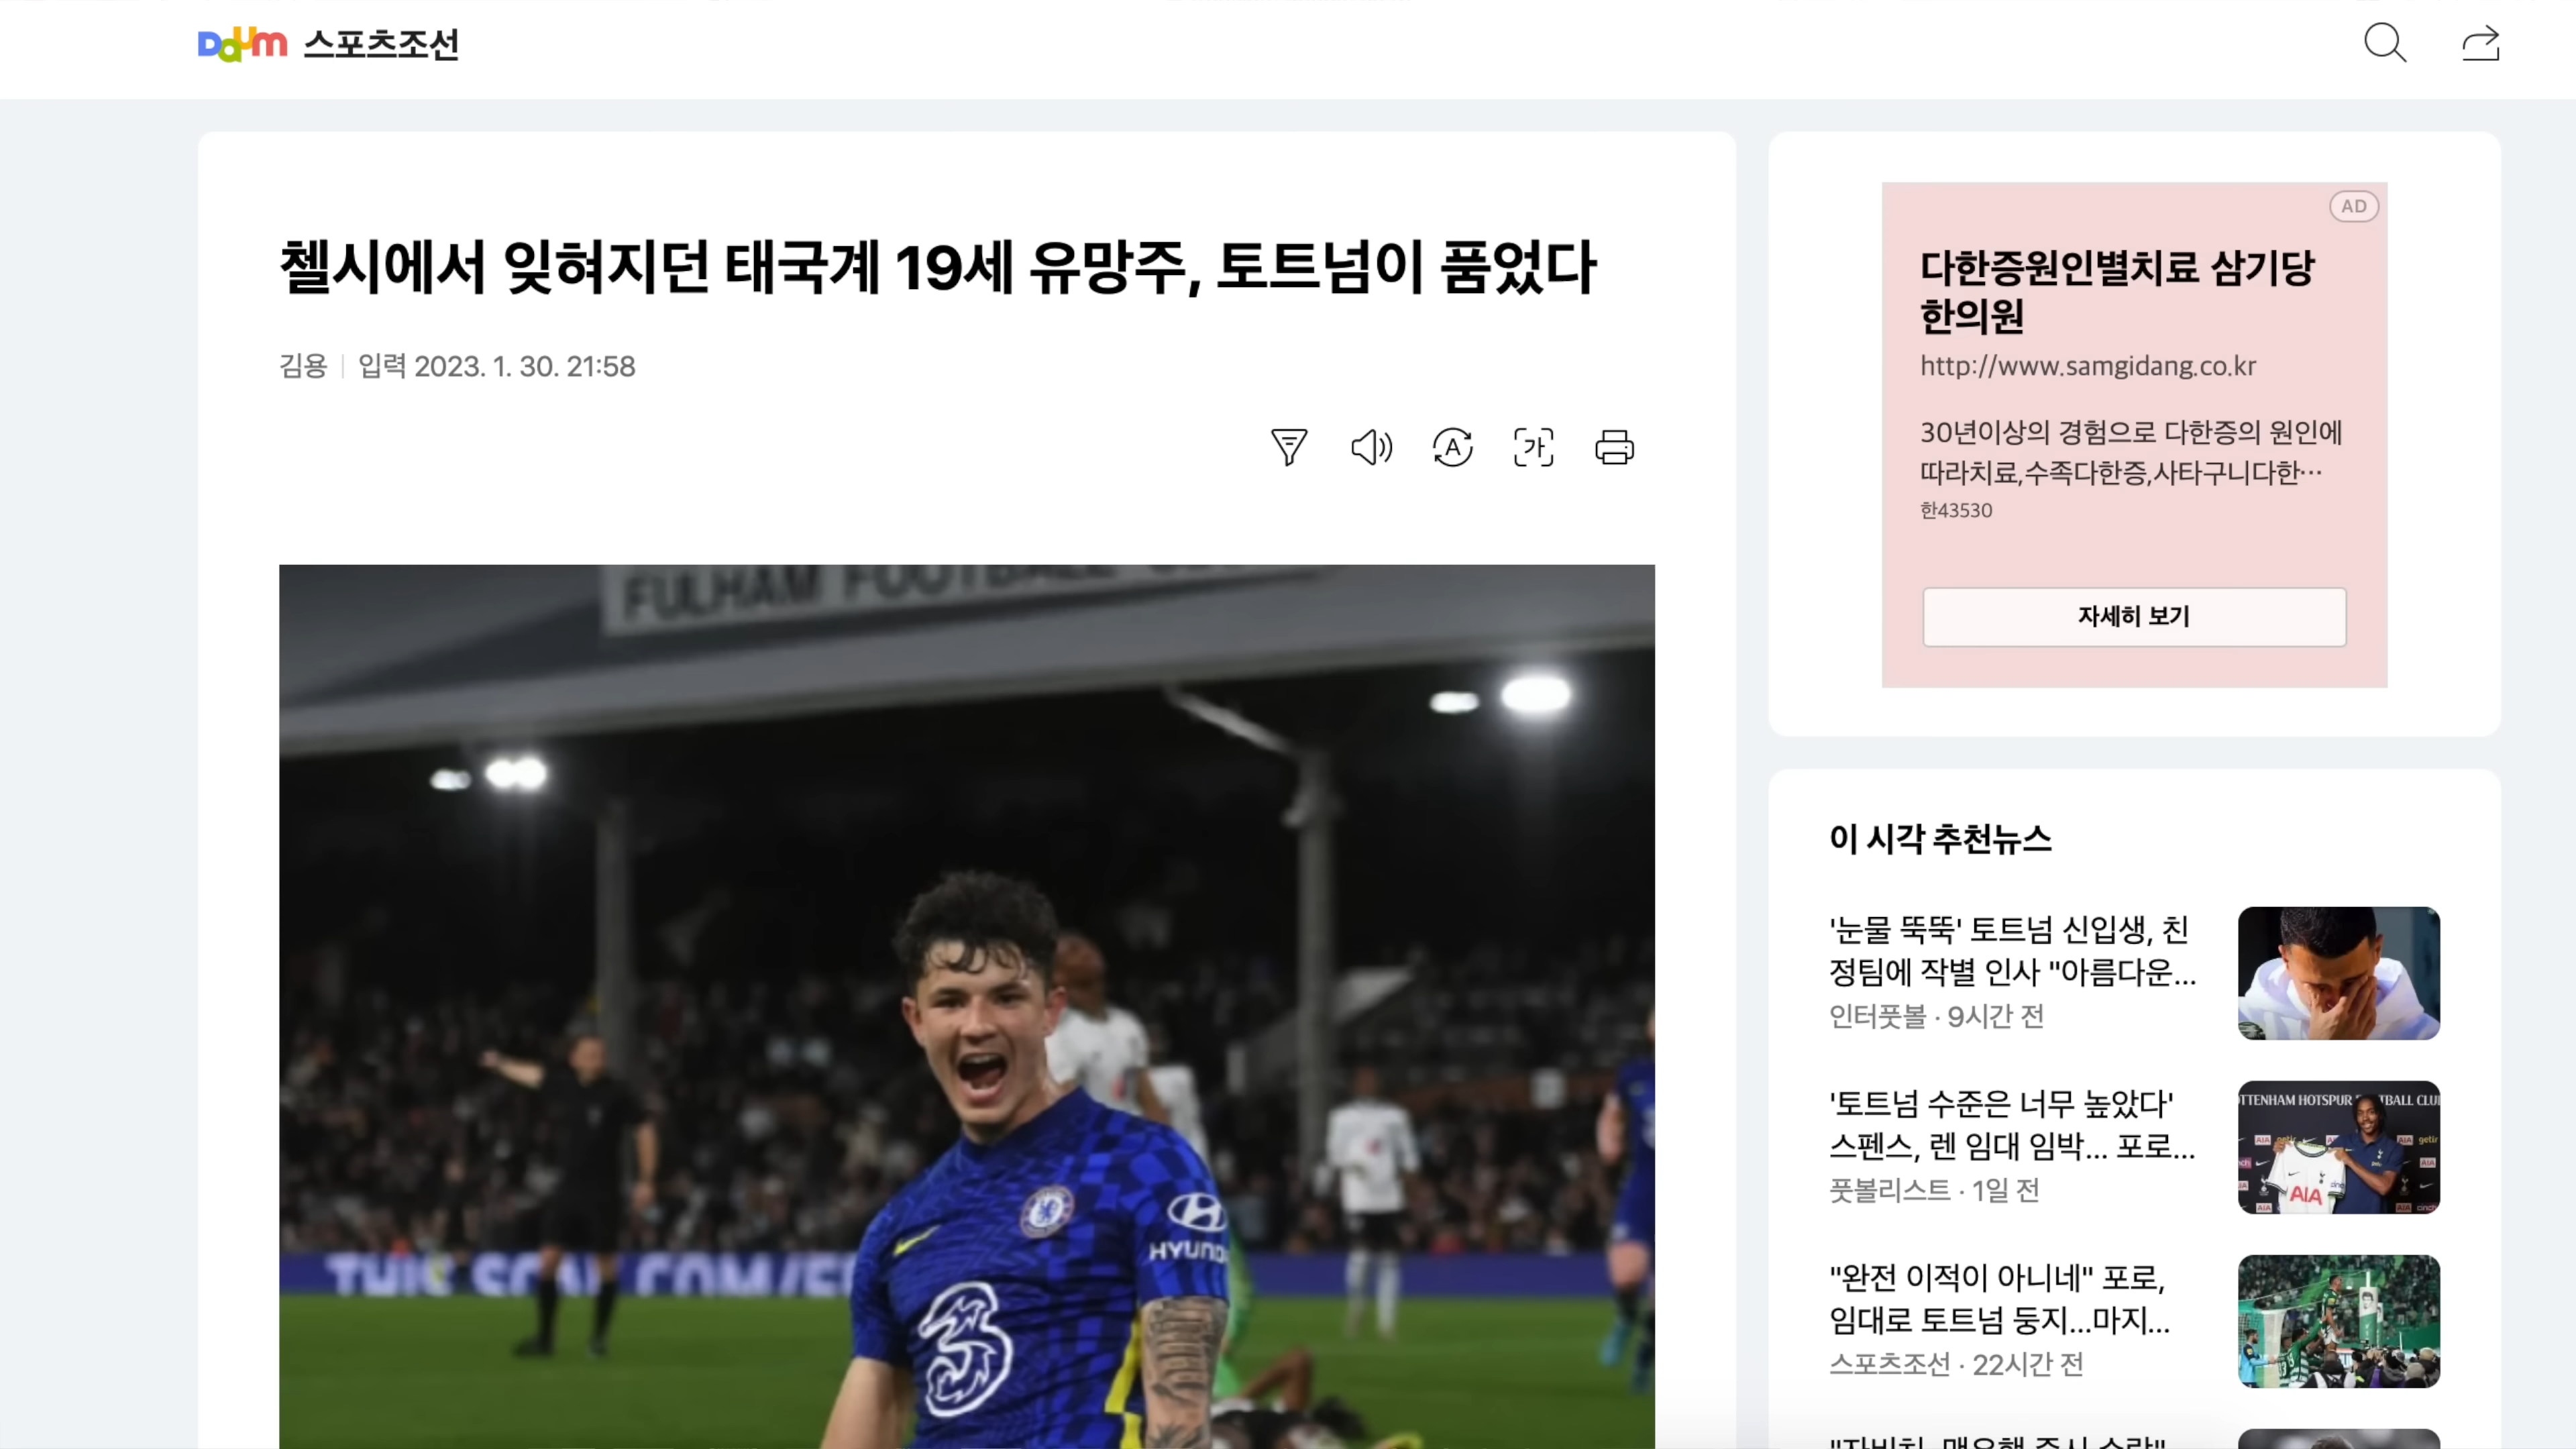 Daum 스포츠조선
첼시에서 잊혀지던 태국계 19세 유망주, 토트넘이 품었다
김용 입력 2023. 1. 30. 21:58
A
가
FULHAM FOOTBALL
HYUND
3
AD
다한증원인별치료 삼기당
한의원
http://www.samgidang.co.kr
30년이상의 경험으로 다한증의 원인에
따라치료,수족다한증,사타구니다한…
한43530
자세히 보기
이 시각 추천뉴스
'눈물 뚝뚝' 토트넘 신입생, 친
정팀에 작별 인사 "아름다운...
인터풋볼 · 9시간 전
'토트넘 수준은 너무 높았다'
스펜스, 렌 임대 임박... 포로...
풋볼리스트 · 1일 전
TTENHAM HOTSPUR
AIA
getir
"완전 이적이 아니네" 포로,
임대로 토트넘 둥지...마지...
스포츠조선 · 22시간 전